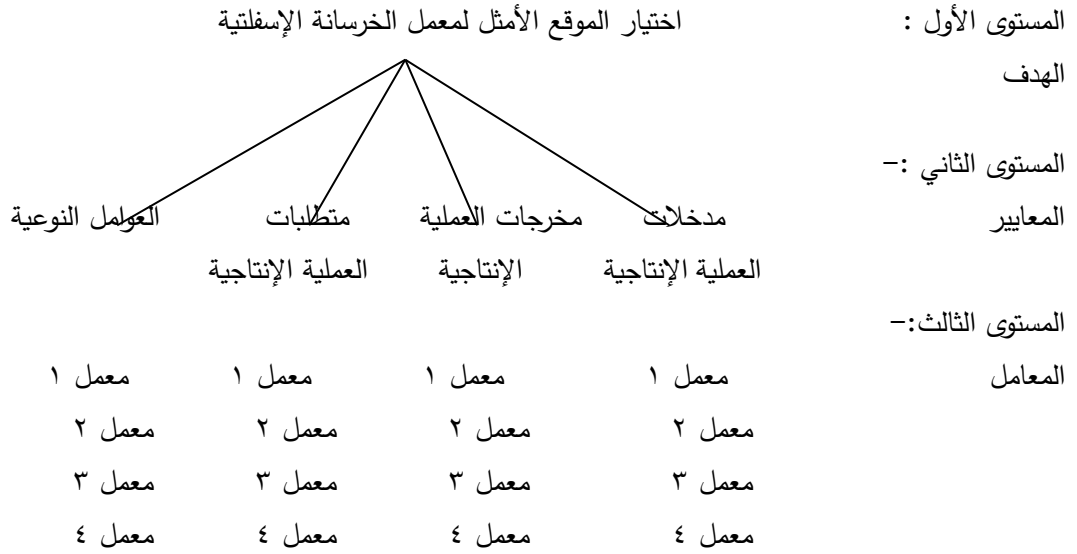 المستوى الأول : اختيار الموقع الأمثل لمعمل الخرسانة الإسفلتية
الهدف
المستوى الثاني :-
المعايير مدخلات مخرجات العملية متطلبات العوامل النوعية
العملية الإنتاجية الإنتاجية العملية الإنتاجية
المستوى الثالث:-
المعامل معمل ١ معمل ١ معمل ١ معمل ١
معمل ٢ معمل ٢ معمل ٢ معمل ٢
معمل ٣ معمل ٣ معمل ٣ معمل ٣
معمل ٤ معمل ٤ معمل ٤ معمل ٤